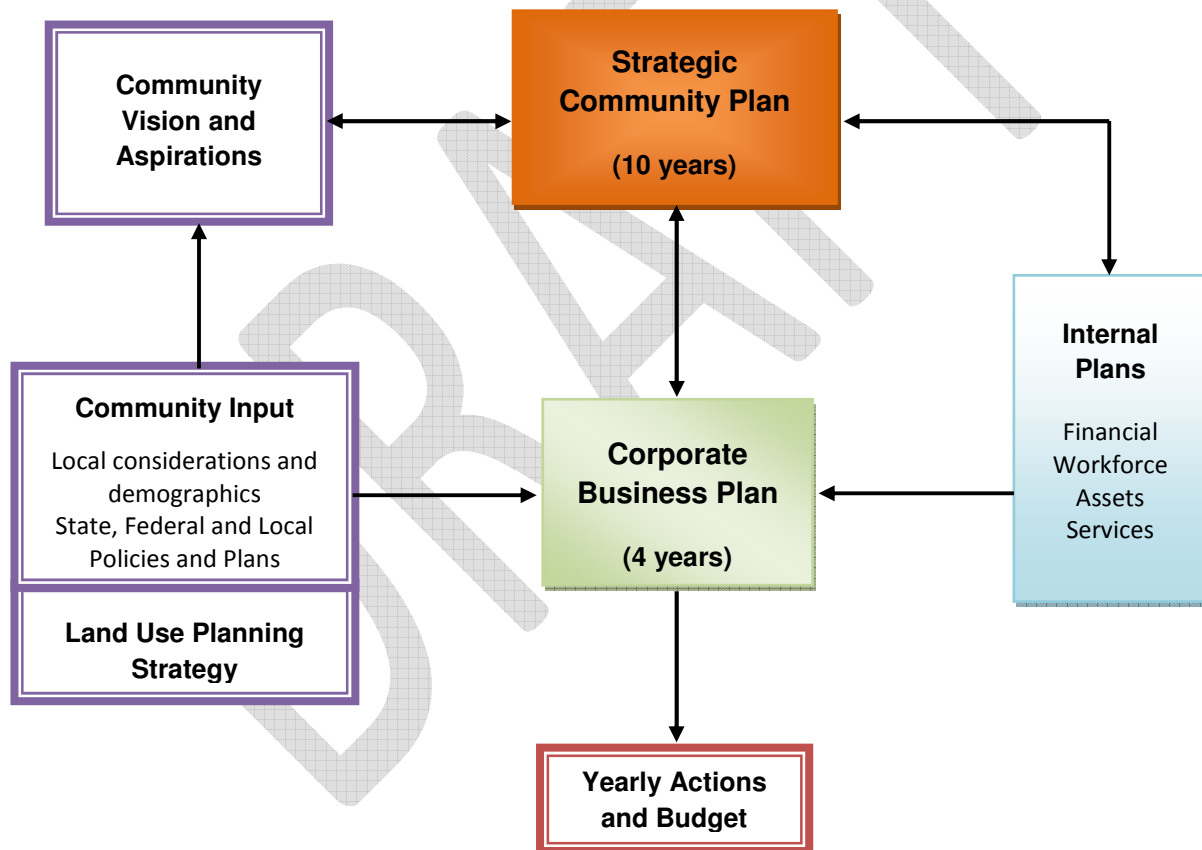 Community
Vision and
Aspirations
Strategic
Community Plan
(10 years)
Internal
Plans
Financial
Workforce
Assets
Services
Community Input
Local considerations and
demographics
State, Federal and Local
Policies and Plans
Land Use Planning
Strategy
Corporate
Business Plan
(4 years)
Yearly Actions
and Budget
DRAFT